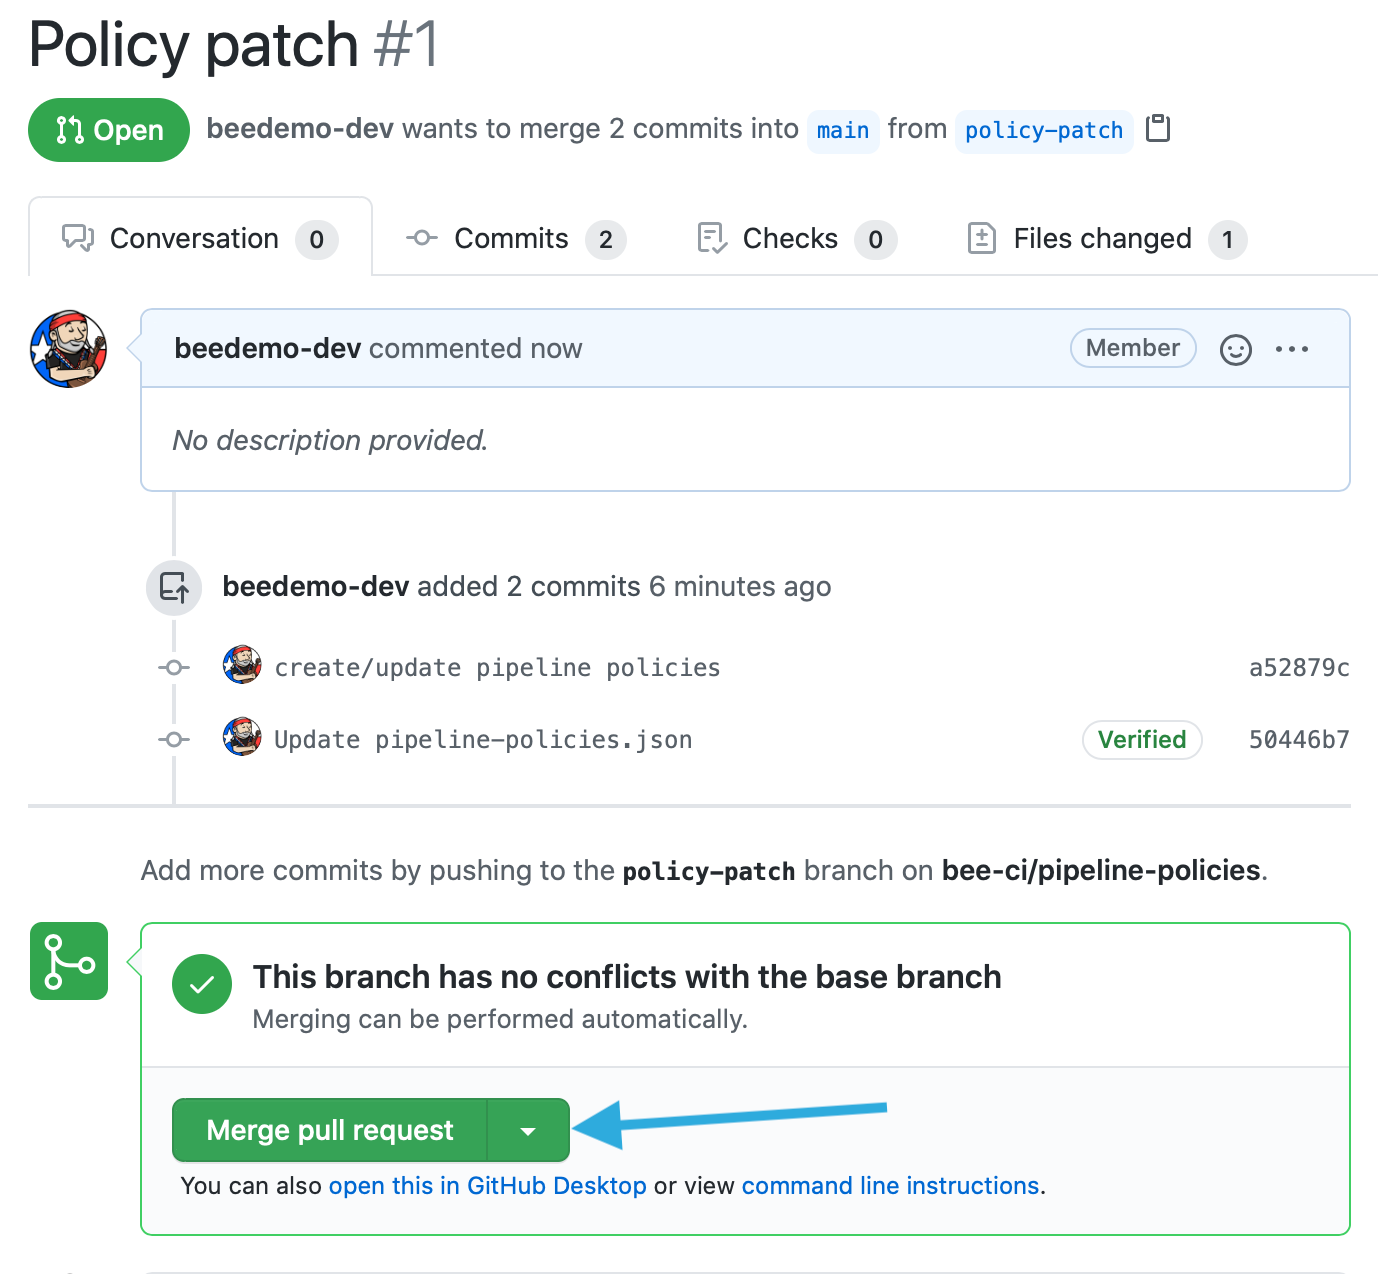 Policy patch #1
Open beedemo-dev wants to merge 2 commits into main from policy-patch
Conversation 0 Commits 2 Checks 0 Files changed 1
beedemo-dev commented now Member
No description provided.
beedemo-dev added 2 commits 6 minutes ago
create/update pipeline policies a52879c
Update pipeline-policies.json Verified 50446b7
Add more commits by pushing to the policy-patch branch on bee-ci/pipeline-policies.
This branch has no conflicts with the base branch
Merging can be performed automatically.
Merge pull request
You can also open this in GitHub Desktop or view command line instructions.